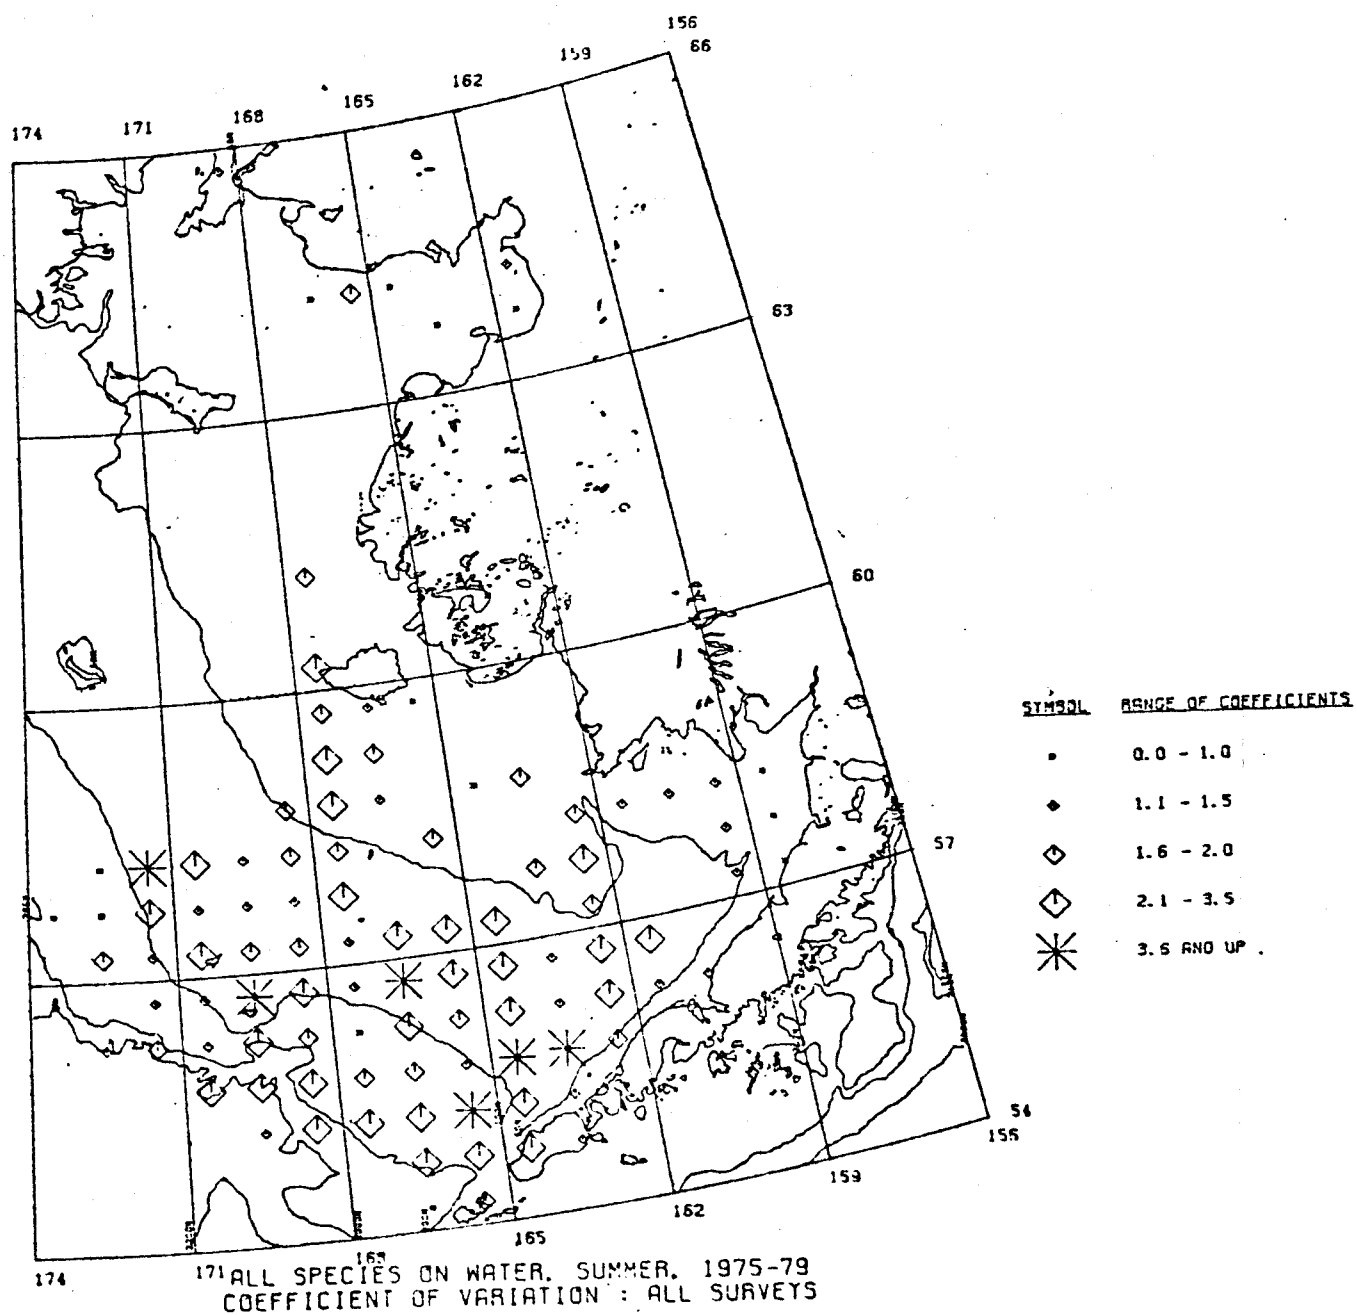 156
66
159
162
165
168
171
174
63
60
SYMBOL RANGE OF COEFFICIENTS
0.0 - 1.0
1.1 - 1.5
1.6 - 2.0
57
2.1 - 3.5
3.5 AND UP .
54
156
159
162
165
168
171
174
ALL SPECIES ON WATER. SUMMER. 1975-79
COEFFICIENT OF VARIATION : ALL SURVEYS